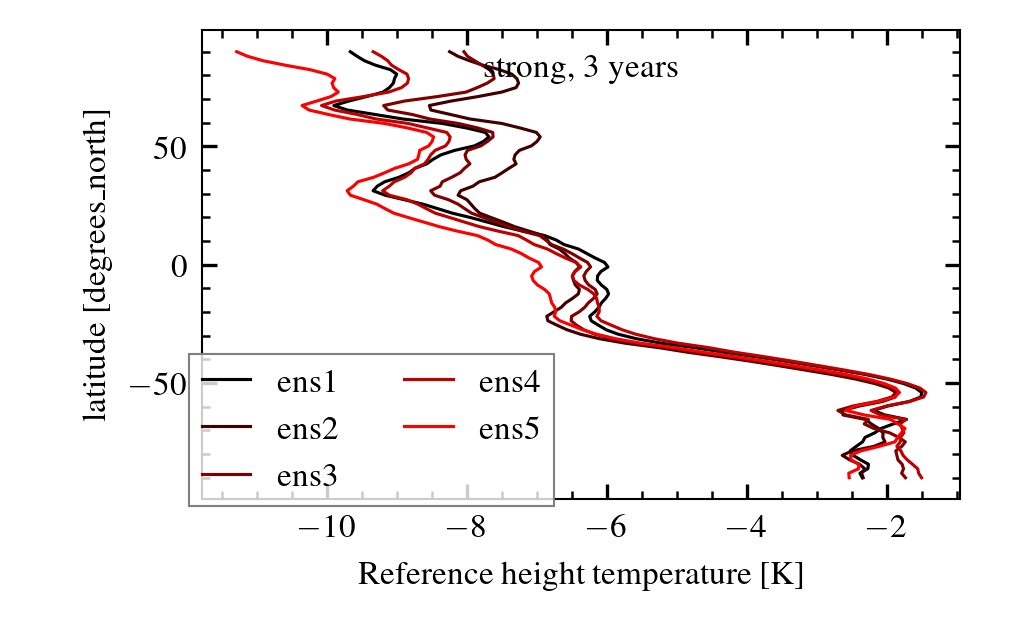 strong, 3 years
50
0
−50
latitude [degrees_north]
ens1
ens2
ens3
ens4
ens5
−10
−8
−6
−4
−2
Reference height temperature [K]